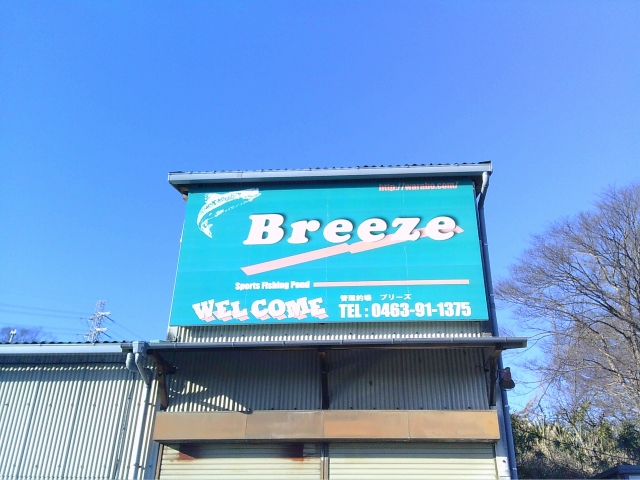 Breeze
Sports Fishing Pond
WELCOME
管理釣場 ブリーズ
TEL : 0463-91-1375